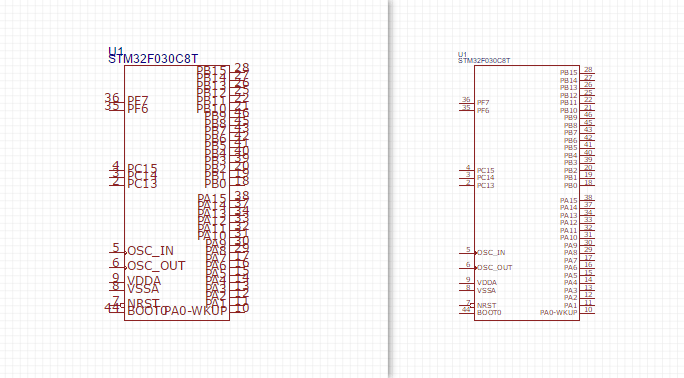 U1
STM32F030C8T
PB15 28
PB14 27
PB13 26
PB12 25
36 PF7 PB11 22
35 PF6 PB10 21
PB9 46
PB8 45
PB7 43
PB6 42
PB5 41
PB4 40
PB3 39
4 PC15 PB2 20
3 PC14 PB1 19
2 PC13 PB0 18
PA15 38
PA14 37
PA13 34
PA12 33
PA11 32
PA10 31
PA9 30
5 OSC_IN PA8 29
PA7 17
6 OSC_OUT PA6 16
PA5 15
9 VDDA PA4 14
8 VSSA PA3 13
PA2 12
7 NRST PA1 11
44 BOOT0 PA0-WKUP 10
U1
STM32F030C8T
PB15 28
PB14 27
PB13 26
PB12 25
36 PF7 PB11 22
35 PF6 PB10 21
PB9 46
PB8 45
PB7 43
PB6 42
PB5 41
PB4 40
PB3 39
4 PC15 PB2 20
3 PC14 PB1 19
2 PC13 PB0 18
PA15 38
PA14 37
PA13 34
PA12 33
PA11 32
PA10 31
PA9 30
5 OSC_IN PA8 29
PA7 17
6 OSC_OUT PA6 16
PA5 15
9 VDDA PA4 14
8 VSSA PA3 13
PA2 12
7 NRST PA1 11
44 BOOT0 PA0-WKUP 10